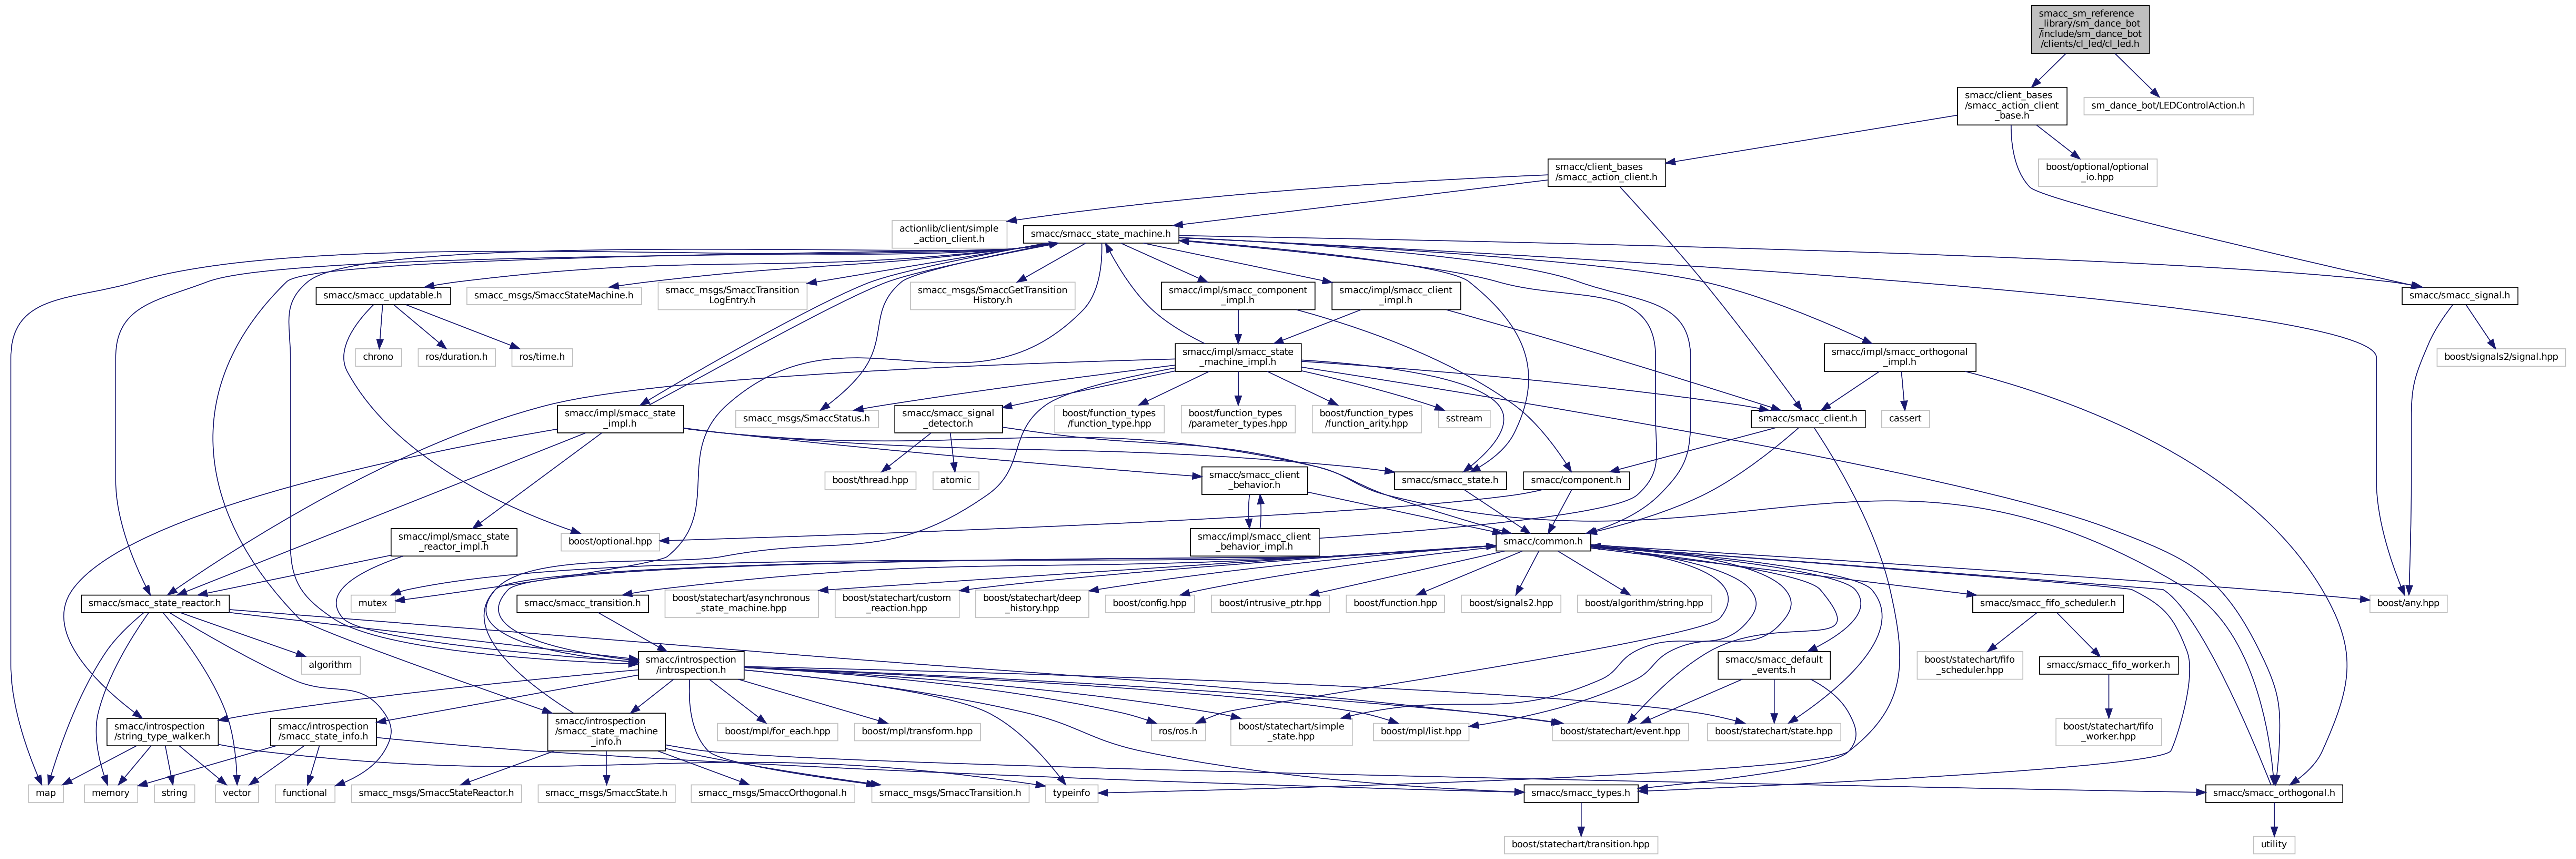 smacc_sm_reference
_library/sm_dance_bot
/include/sm_dance_bot
/clients/cl_led/cl_led.h
smacc/client_bases
/smacc_action_client
_base.h
sm_dance_bot/LEDControlAction.h
smacc/client_bases
/smacc_action_client.h
boost/optional/optional
_io.hpp
actionlib/client/simple
_action_client.h
smacc/smacc_state_machine.h
smacc/smacc_updatable.h
smacc_msgs/SmaccStateMachine.h
smacc_msgs/SmaccTransition
LogEntry.h
smacc_msgs/SmaccGetTransition
History.h
smacc/impl/smacc_component
_impl.h
smacc/impl/smacc_client
_impl.h
smacc/smacc_signal.h
chrono
ros/duration.h
ros/time.h
smacc/impl/smacc_state
_machine_impl.h
smacc/impl/smacc_orthogonal
_impl.h
boost/signals2/signal.hpp
smacc/impl/smacc_state
_impl.h
smacc_msgs/SmaccStatus.h
smacc/smacc_signal
_detector.h
boost/function_types
/function_type.hpp
boost/function_types
/parameter_types.hpp
boost/function_types
/function_arity.hpp
sstream
smacc/smacc_client.h
cassert
boost/thread.hpp
atomic
smacc/smacc_client
_behavior.h
smacc/smacc_state.h
smacc/component.h
smacc/impl/smacc_state
_reactor_impl.h
boost/optional.hpp
smacc/impl/smacc_client
_behavior_impl.h
smacc/common.h
smacc/smacc_state_reactor.h
mutex
smacc/smacc_transition.h
boost/statechart/asynchronous
_state_machine.hpp
boost/statechart/custom
_reaction.hpp
boost/statechart/deep
_history.hpp
boost/config.hpp
boost/intrusive_ptr.hpp
boost/function.hpp
boost/signals2.hpp
boost/algorithm/string.hpp
smacc/smacc_fifo_scheduler.h
boost/any.hpp
algorithm
smacc/introspection
/introspection.h
smacc/smacc_default
_events.h
boost/statechart/fifo
_scheduler.hpp
smacc/smacc_fifo_worker.h
smacc/introspection
/string_type_walker.h
smacc/introspection
/smacc_state_info.h
smacc/introspection
/smacc_state_machine
_info.h
boost/mpl/for_each.hpp
boost/mpl/transform.hpp
ros/ros.h
boost/statechart/simple
_state.hpp
boost/mpl/list.hpp
boost/statechart/event.hpp
boost/statechart/state.hpp
boost/statechart/fifo
_worker.hpp
map
memory
string
vector
functional
smacc_msgs/SmaccStateReactor.h
smacc_msgs/SmaccState.h
smacc_msgs/SmaccOrthogonal.h
smacc_msgs/SmaccTransition.h
typeinfo
smacc/smacc_types.h
smacc/smacc_orthogonal.h
boost/statechart/transition.hpp
utility